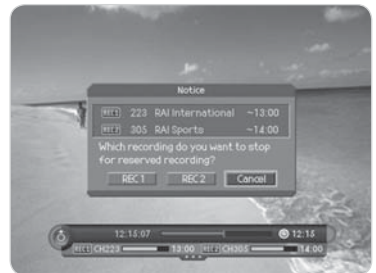 Notice
REC1 223 RAI International ~13:00
REC2 305 RAI Sports ~14:00
Which recording do you want to stop
for reserved recording?
REC 1 REC 2 Cancel
12:15:07 12:15
REC1 CH223 13:00 REC2 CH305 14:00